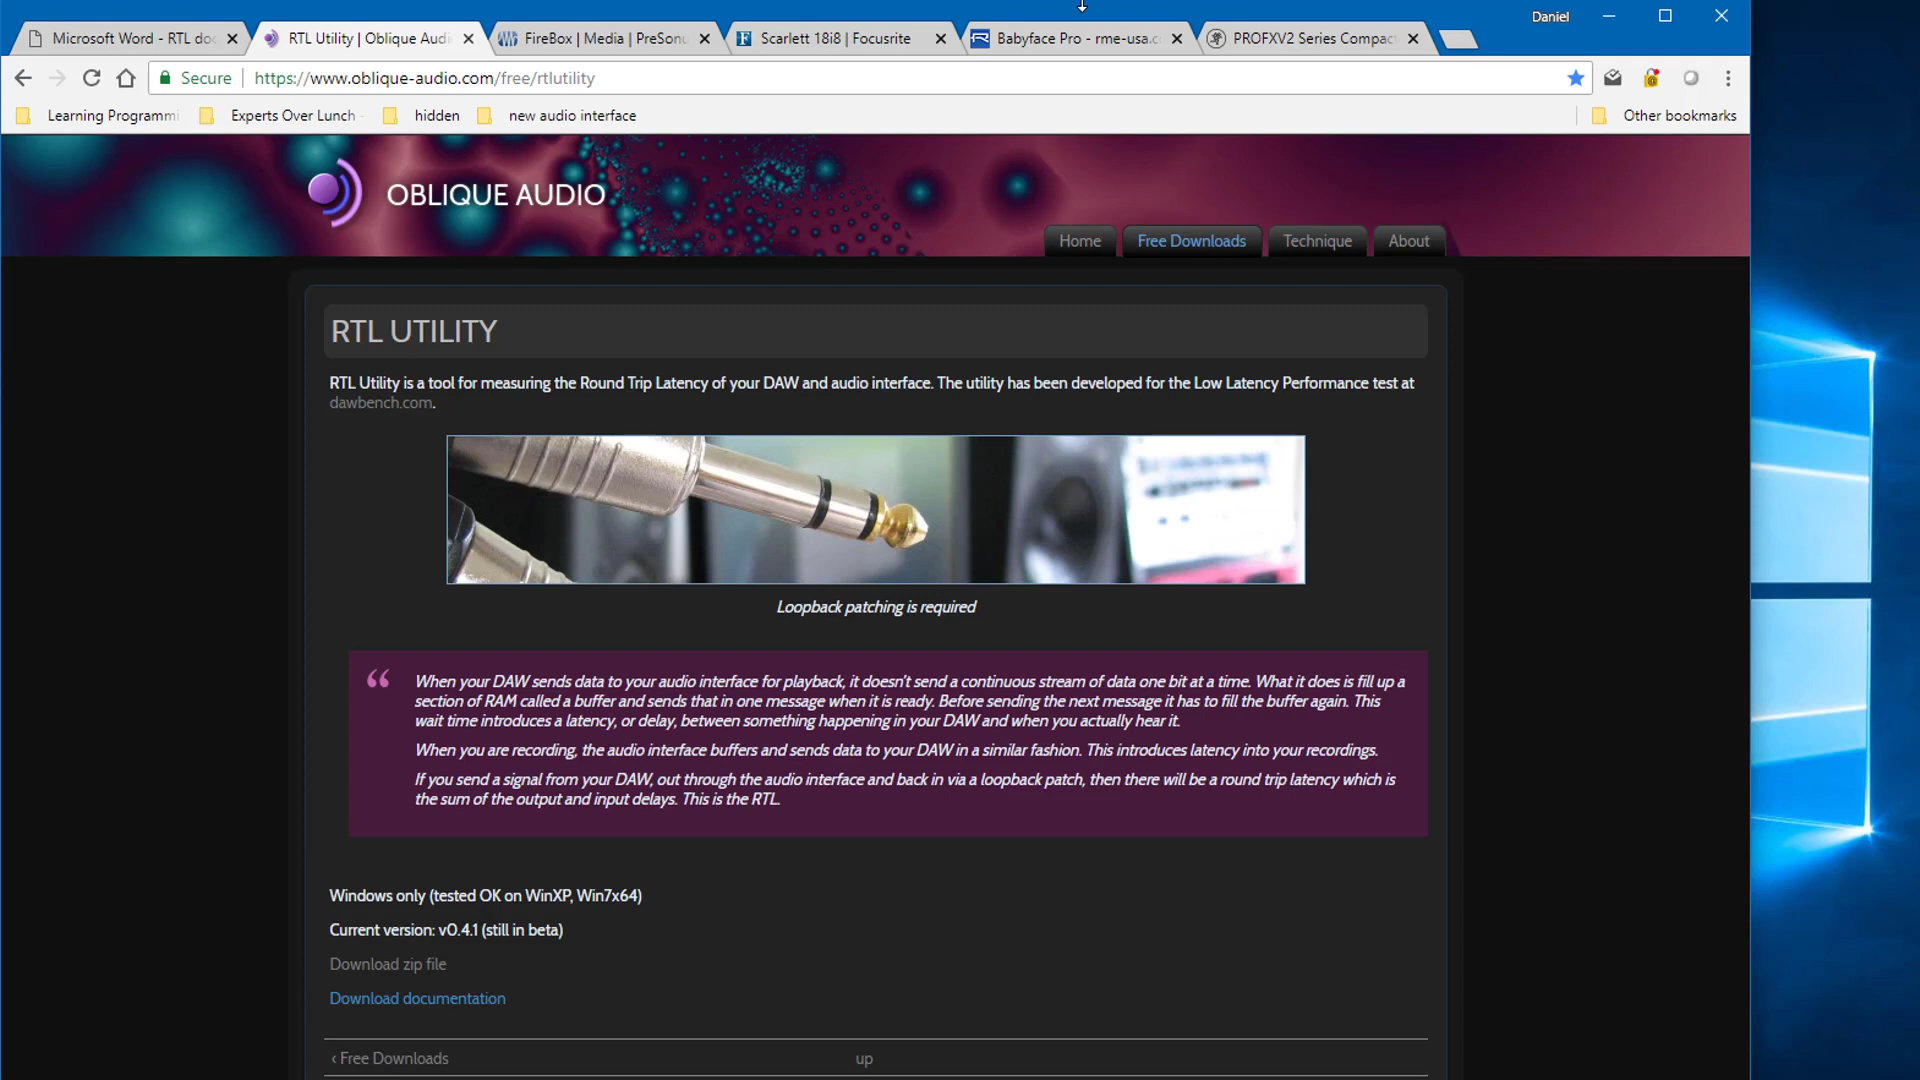 Daniel
Microsoft Word - RTL doc
RTL Utility | Oblique Audi
FireBox | Media | PreSonu
Scarlett 18i8 | Focusrite
Babyface Pro - rme-usa.c
PROFXV2 Series Compact
Secure
https://www.oblique-audio.com/free/rtlutility
Learning Programmi
Experts Over Lunch
hidden
new audio interface
Other bookmarks
OBLIQUE AUDIO
Home
Free Downloads
Technique
About
RTL UTILITY
RTL Utility is a tool for measuring the Round Trip Latency of your DAW and audio interface. The utility has been developed for the Low Latency Performance test at
dawbench.com.
Loopback patching is required
“ When your DAW sends data to your audio interface for playback, it doesn't send a continuous stream of data one bit at a time. What it does is fill up a
section of RAM called a buffer and sends that in one message when it is ready. Before sending the next message it has to fill the buffer again. This
wait time introduces a latency, or delay, between something happening in your DAW and when you actually hear it.
When you are recording, the audio interface buffers and sends data to your DAW in a similar fashion. This introduces latency into your recordings.
If you send a signal from your DAW, out through the audio interface and back in via a loopback patch, then there will be a round trip latency which is
the sum of the output and input delays. This is the RTL.
Windows only (tested OK on WinXP, Win7x64)
Current version: v0.4.1 (still in beta)
Download zip file
Download documentation
‹ Free Downloads
up